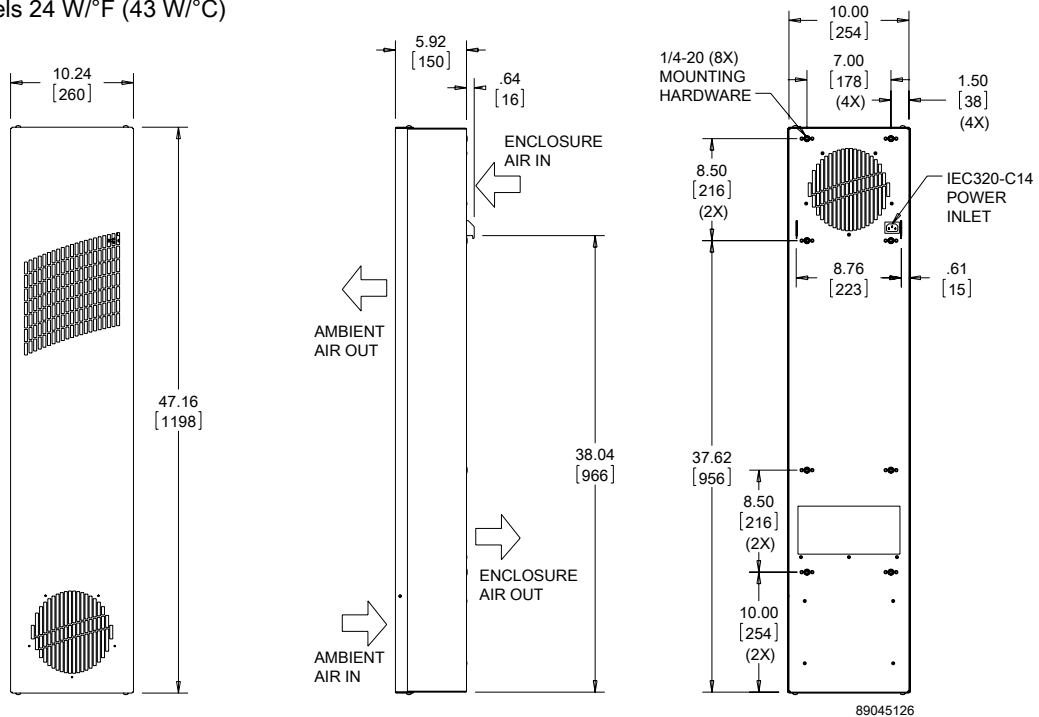 els 24 W/°F (43 W/°C)
10.24
[260]
47.16
[1198]
5.92
[150]
.64
[16]
ENCLOSURE
AIR IN
AMBIENT
AIR OUT
38.04
[966]
ENCLOSURE
AIR OUT
AMBIENT
AIR IN
10.00
[254]
1/4-20 (8X)
MOUNTING
HARDWARE
7.00
[178]
(4X)
1.50
[38]
(4X)
8.50
[216]
(2X)
IEC320-C14
POWER
INLET
8.76
[223]
.61
[15]
37.62
[956]
8.50
[216]
(2X)
10.00
[254]
(2X)
89045126